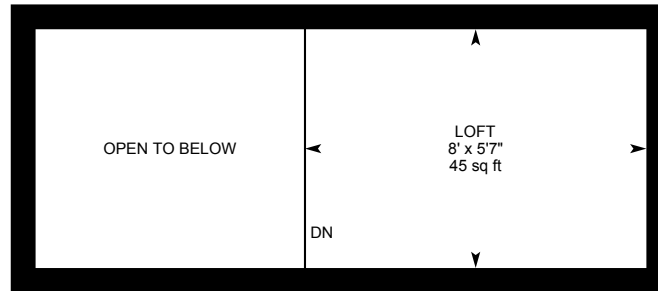 OPEN TO BELOW
LOFT
8' x 5'7"
45 sq ft
DN